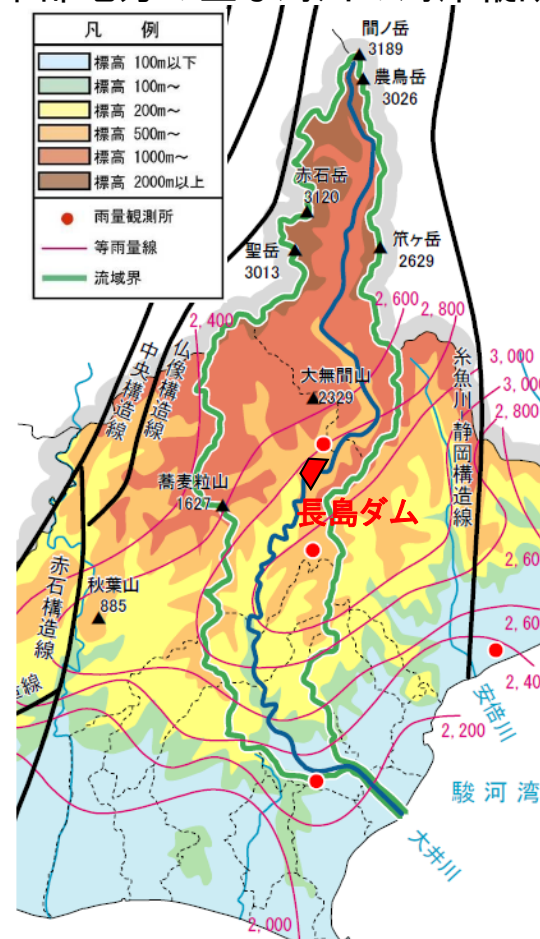 凡 例
標高 100m以下
標高 100m～
標高 200m～
標高 500m～
標高 1000m～
標高 2000m以上
雨量観測所
等雨量線
流域界
間ノ岳
3189
農鳥岳
3026
赤石岳
3120
聖岳
3013
笊ヶ岳
2629
2,400
2,600
2,800
3,000
3,000
2,800
中央構造線
仏像構造線
糸魚川静岡構造線
大無間山
2329
蕎麦粒山
1627
長島ダム
赤石構造線
秋葉山
885
2,600
2,600
2,400
2,200
構造線
安倍川
駿河湾
大井川
2,000